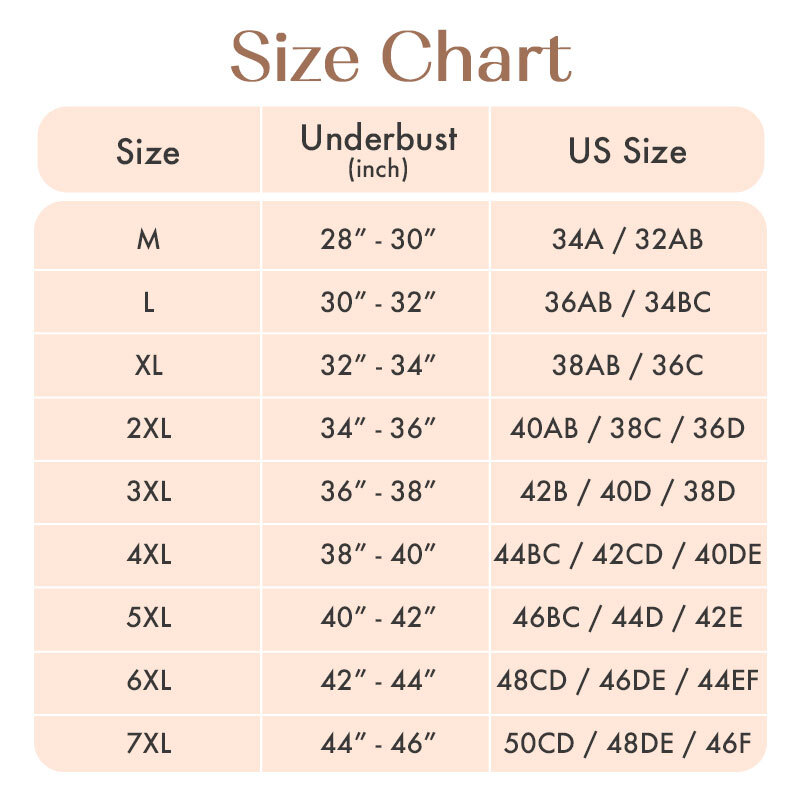 Size Chart
Size Underbust (inch) US Size
M 28” - 30” 34A / 32AB
L 30” - 32” 36AB / 34BC
XL 32” - 34” 38AB / 36C
2XL 34” - 36” 40AB / 38C / 36D
3XL 36” - 38” 42B / 40D / 38D
4XL 38” - 40” 44BC / 42CD / 40DE
5XL 40” - 42” 46BC / 44D / 42E
6XL 42” - 44” 48CD / 46DE / 44EF
7XL 44” - 46” 50CD / 48DE / 46F